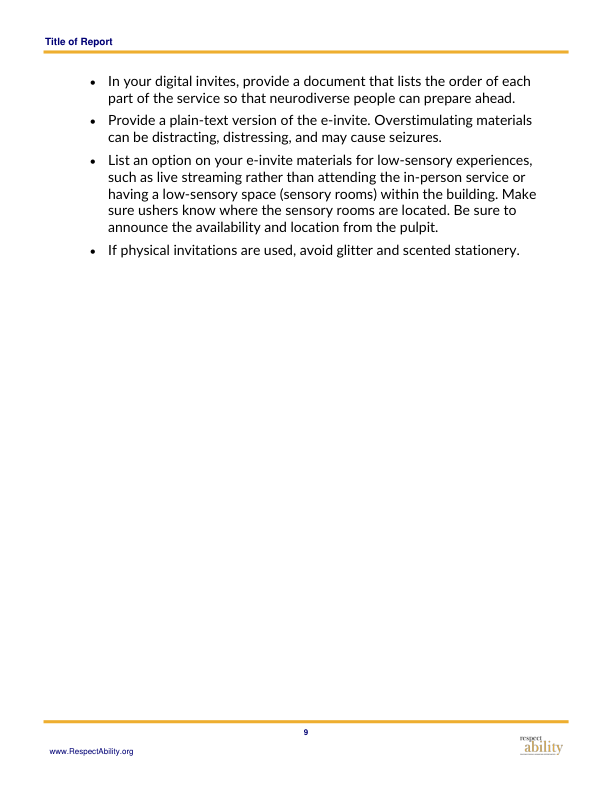 Title of Report
• In your digital invites, provide a document that lists the order of each
part of the service so that neurodiverse people can prepare ahead.
• Provide a plain-text version of the e-invite. Overstimulating materials
can be distracting, distressing, and may cause seizures.
• List an option on your e-invite materials for low-sensory experiences,
such as live streaming rather than attending the in-person service or
having a low-sensory space (sensory rooms) within the building. Make
sure ushers know where the sensory rooms are located. Be sure to
announce the availability and location from the pulpit.
• If physical invitations are used, avoid glitter and scented stationery.
9
www.RespectAbility.org
respect
ability